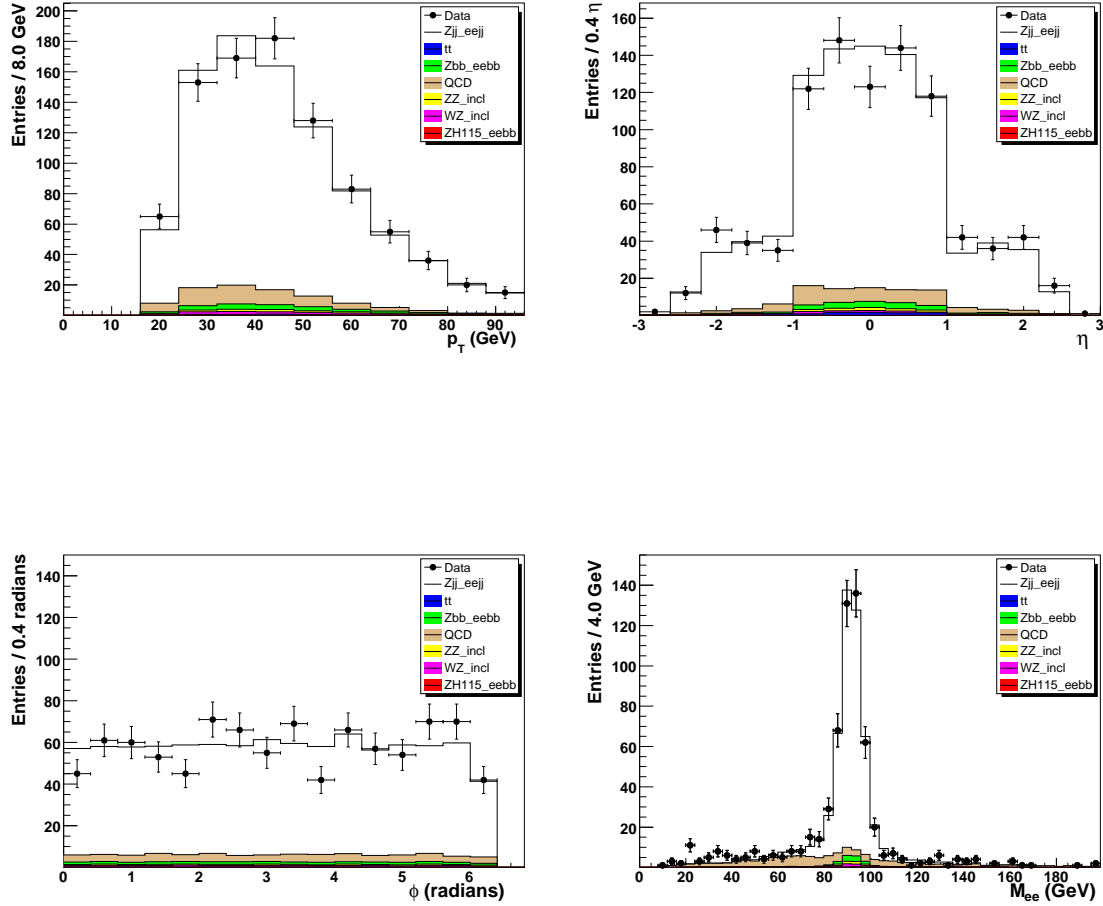 Entries / 8.0 GeV
200
180
160
140
120
100
80
60
40
20
0 10 20 30 40 50 60 70 80 90
p_T (GeV)
Data
Zjj_eejj
tt
Zbb_eebb
QCD
ZZ_incl
WZ_incl
ZH115_eebb
Entries / 0.4 η
160
140
120
100
80
60
40
20
-3 -2 -1 0 1 2 3
η
Data
Zjj_eejj
tt
Zbb_eebb
QCD
ZZ_incl
WZ_incl
ZH115_eebb
Entries / 0.4 radians
140
120
100
80
60
40
20
0 1 2 3 4 5 6
ϕ (radians)
Data
Zjj_eejj
tt
Zbb_eebb
QCD
ZZ_incl
WZ_incl
ZH115_eebb
Entries / 4.0 GeV
140
120
100
80
60
40
20
0 20 40 60 80 100 120 140 160 180
M_ee (GeV)
Data
Zjj_eejj
tt
Zbb_eebb
QCD
ZZ_incl
WZ_incl
ZH115_eebb